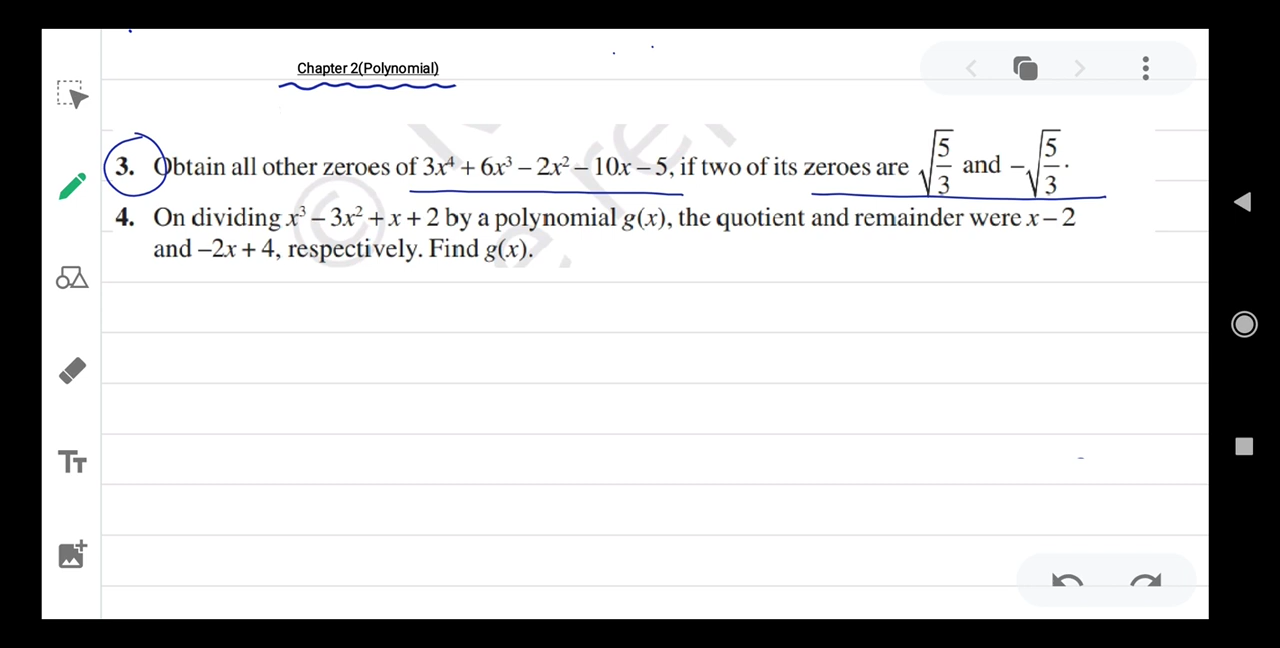 Chapter 2(Polynomial)
3. Obtain all other zeroes of 3x⁴ + 6x³ – 2x² – 10x – 5, if two of its zeroes are √(5/3) and –√(5/3).
4. On dividing x³ – 3x² + x + 2 by a polynomial g(x), the quotient and remainder were x – 2
and –2x + 4, respectively. Find g(x).
TT